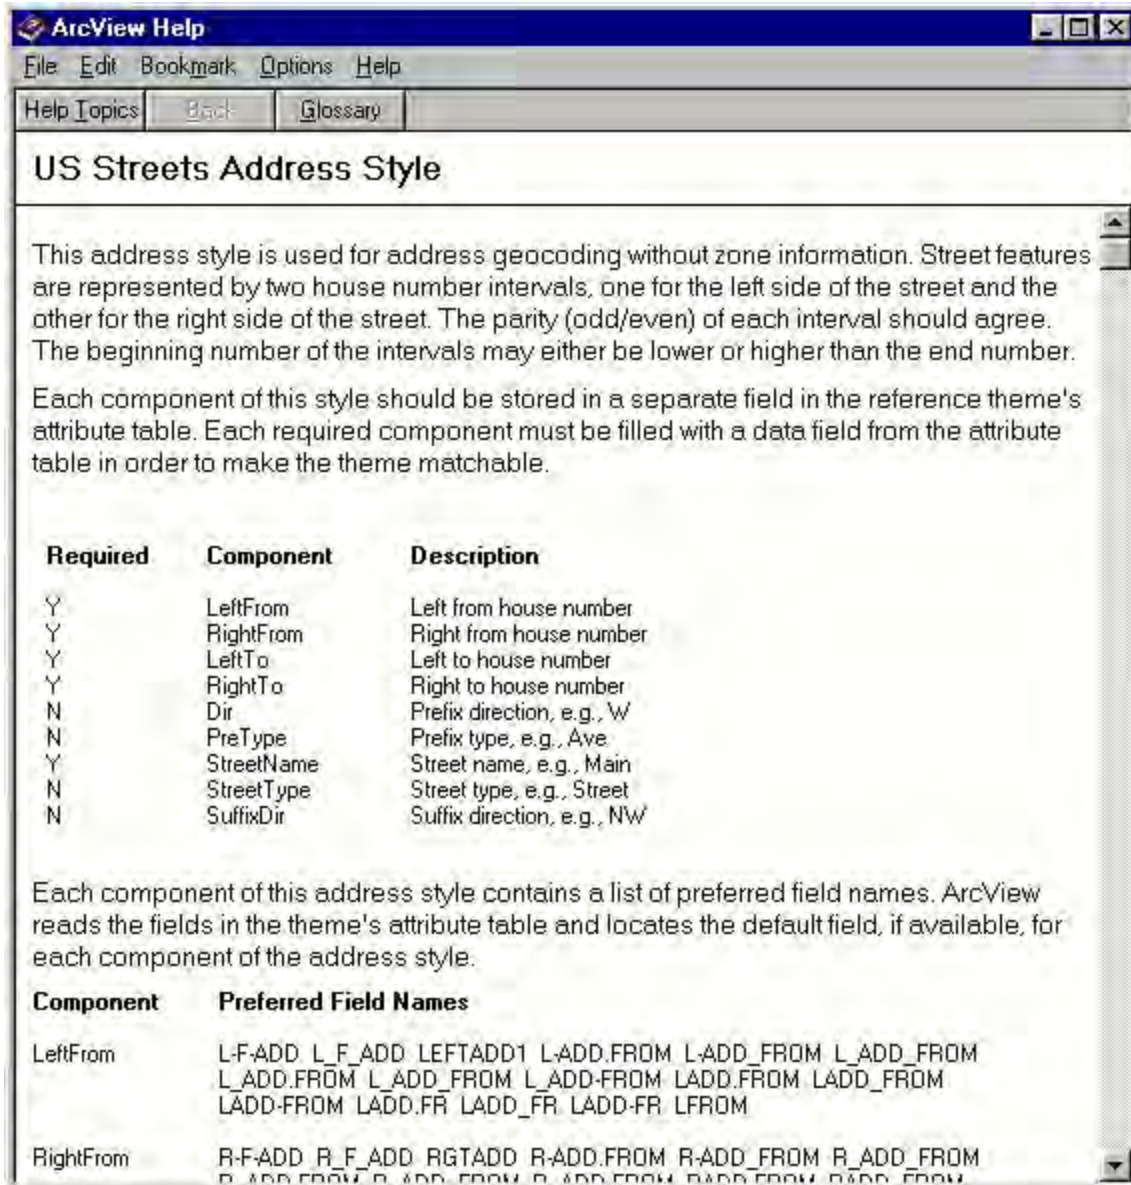 ArcView Help
File Edit Bookmark Options Help
Help Topics Back Glossary
US Streets Address Style
This address style is used for address geocoding without zone information. Street features
are represented by two house number intervals, one for the left side of the street and the
other for the right side of the street. The parity (odd/even) of each interval should agree.
The beginning number of the intervals may either be lower or higher than the end number.
Each component of this style should be stored in a separate field in the reference theme's
attribute table. Each required component must be filled with a data field from the attribute
table in order to make the theme matchable.
Required Component Description
Y LeftFrom Left from house number
Y RightFrom Right from house number
Y LeftTo Left to house number
Y RightTo Right to house number
N Dir Prefix direction, e.g., W
N PreType Prefix type, e.g., Ave
Y StreetName Street name, e.g., Main
N StreetType Street type, e.g., Street
N SuffixDir Suffix direction, e.g., NW
Each component of this address style contains a list of preferred field names. ArcView
reads the fields in the theme's attribute table and locates the default field, if available, for
each component of the address style.
Component Preferred Field Names
LeftFrom L-F-ADD L_F_ADD LEFTADD1 L-ADD.FROM L-ADD_FROM L_ADD_FROM
L_ADD.FROM L_ADD_FROM L_ADD-FROM LADD.FROM LADD_FROM
LADD-FROM LADD.FR LADD_FR LADD-FR LFROM
RightFrom R-F-ADD R_F_ADD RGTADD R-ADD.FROM R-ADD_FROM R_ADD_FROM